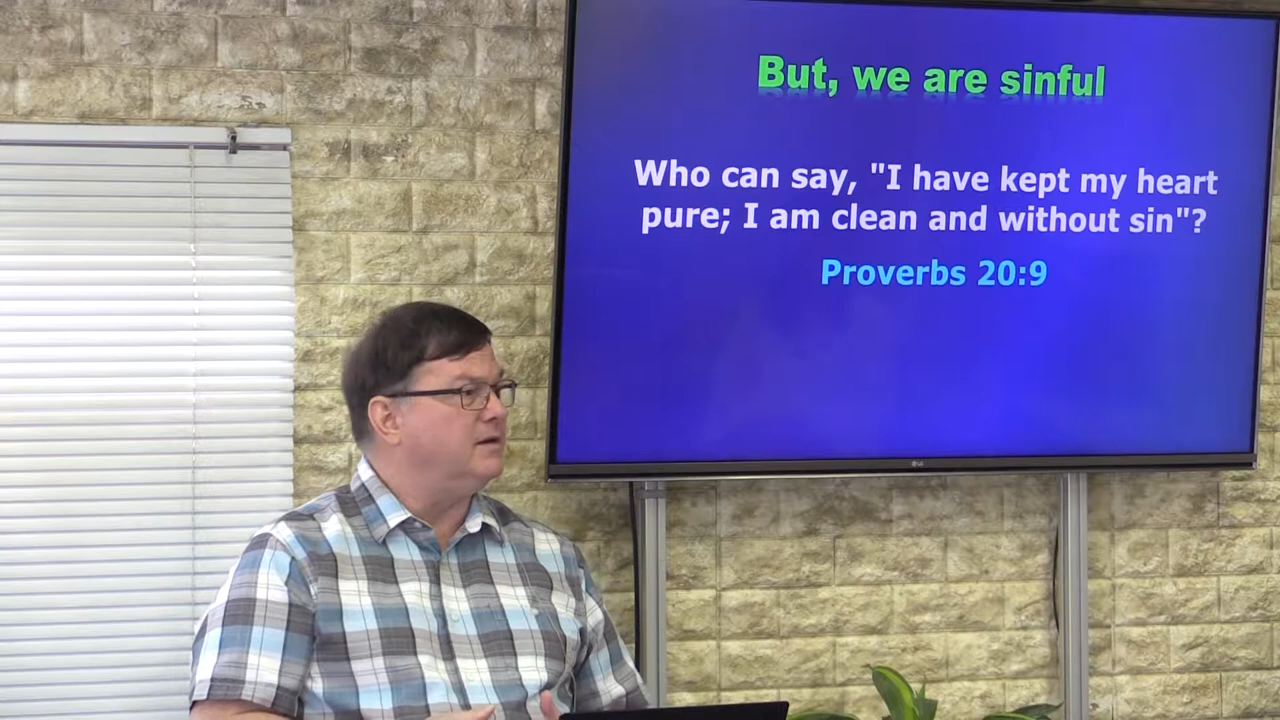 But, we are sinful
Who can say, "I have kept my heart
pure; I am clean and without sin"?
Proverbs 20:9
LG